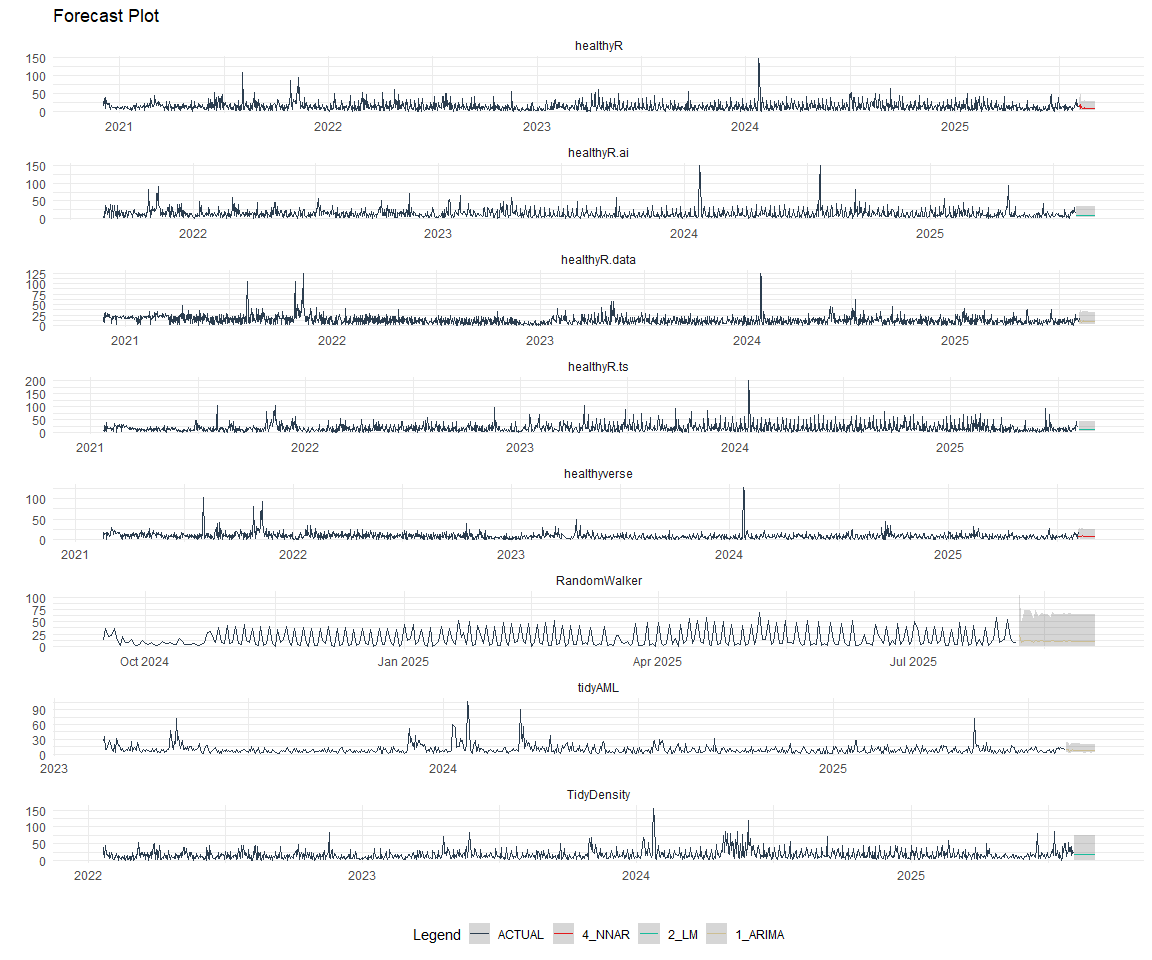 Forecast Plot
healthyR
150
100
50
0
2021 2022 2023 2024 2025
healthyR.ai
150
100
50
0
2022 2023 2024 2025
healthyR.data
125
100
75
50
25
0
2021 2022 2023 2024 2025
healthyR.ts
200
150
100
50
0
2021 2022 2023 2024 2025
healthyverse
100
50
0
2021 2022 2023 2024 2025
RandomWalker
100
75
50
25
0
Oct 2024 Jan 2025 Apr 2025 Jul 2025
tidyAML
90
60
30
0
2023 2024 2025
TidyDensity
150
100
50
0
2022 2023 2024 2025
Legend ACTUAL 4_NNAR 2_LM 1_ARIMA